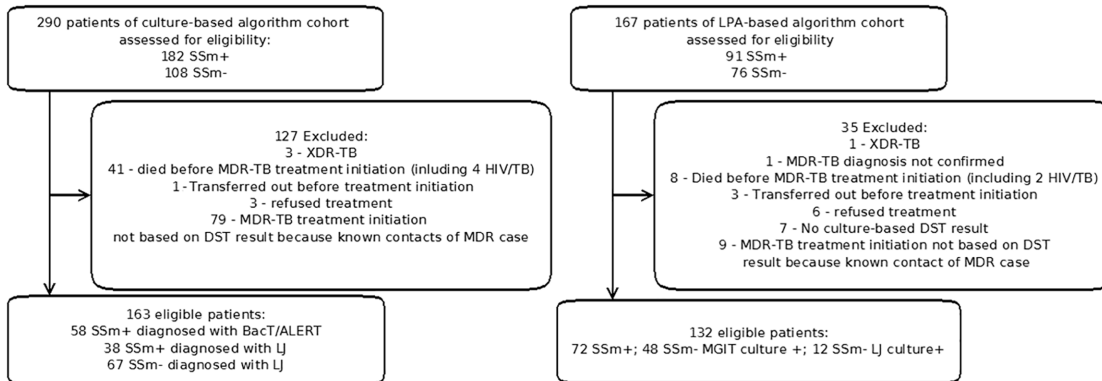 290 patients of culture-based algorithm cohort
assessed for eligibility:
182 SSm+
108 SSm-
127 Excluded:
3 - XDR-TB
41 - died before MDR-TB treatment initiation (inluding 4 HIV/TB)
1 - Transferred out before treatment initiation
3 - refused treatment
79 - MDR-TB treatment initiation
not based on DST result because known contacts of MDR case
163 eligible patients:
58 SSm+ diagnosed with BacT/ALERT
38 SSm+ diagnosed with LJ
67 SSm- diagnosed with LJ
167 patients of LPA-based algorithm cohort
assessed for eligibility
91 SSm+
76 SSm-
35 Excluded:
1 - XDR-TB
1 - MDR-TB diagnosis not confirmed
8 - Died before MDR-TB treatment initiation (including 2 HIV/TB)
3 - Transferred out before treatment initiation
6 - refused treatment
7 - No culture-based DST result
9 - MDR-TB treatment initiation not based on DST
result because known contact of MDR case
132 eligible patients:
72 SSm+; 48 SSm- MGIT culture +; 12 SSm- LJ culture+